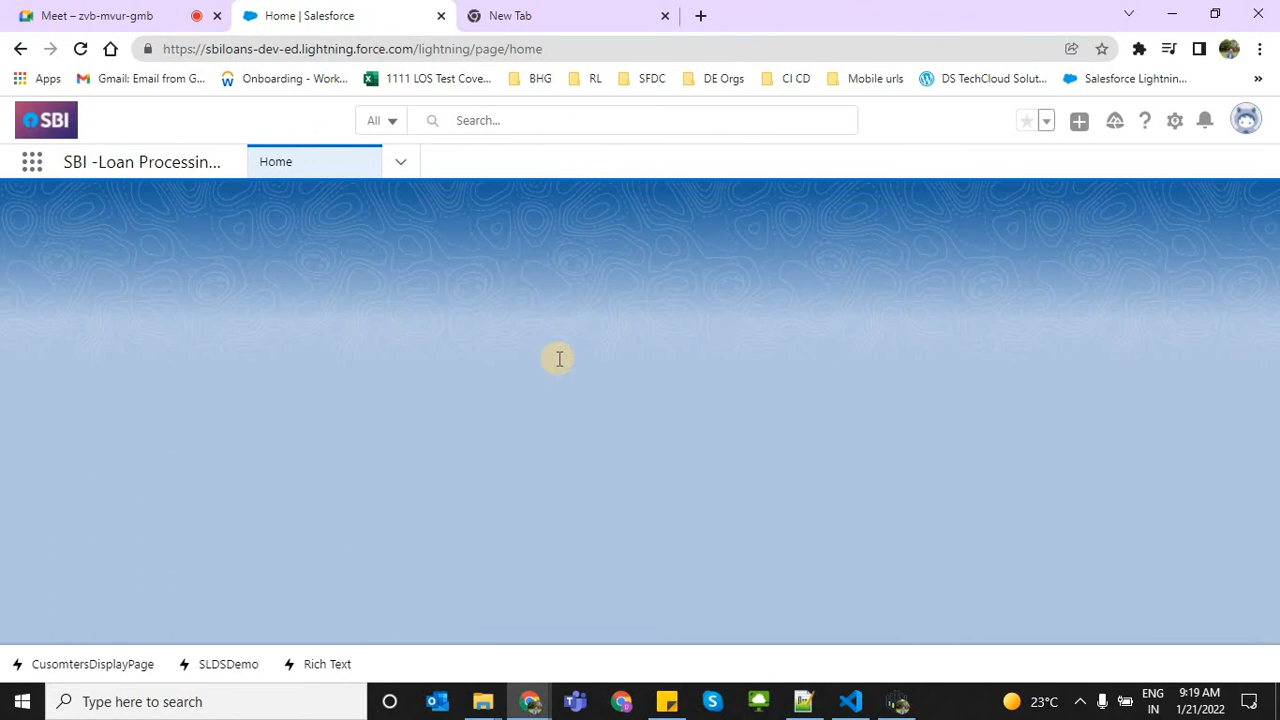 Meet – zvb-mvur-gmb
Home | Salesforce
New Tab
https://sbiloans-dev-ed.lightning.force.com/lightning/page/home
Apps
Gmail: Email from G...
Onboarding - Work...
1111 LOS Test Cove...
BHG
RL
SFDC
DE Orgs
CI CD
Mobile urls
DS TechCloud Solut...
Salesforce Lightnin...
»
SBI
All
Search...
SBI -Loan Processin...
Home
CusomtersDisplayPage
SLDSDemo
Rich Text
Type here to search
23°C
ENG
IN
9:19 AM
1/21/2022